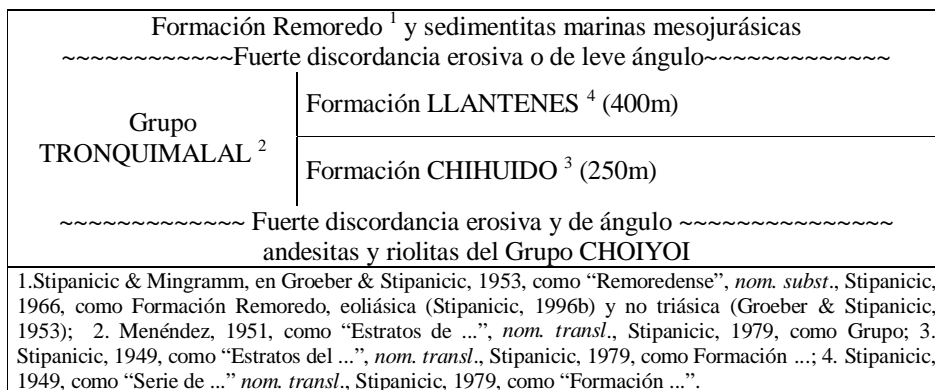 Formación Remoredo ¹ y sedimentitas marinas mesojurásicas
~~~~~~~~~~~~Fuerte discordancia erosiva o de leve ángulo~~~~~~~~~~~~~
Grupo
TRONQUIMALAL ²
Formación LLANTENES ⁴ (400m)
Formación CHIHUIDO ³ (250m)
~~~~~~~~~~~~~ Fuerte discordancia erosiva y de ángulo ~~~~~~~~~~~~~~~
andesitas y riolitas del Grupo CHOIYOI
1.Stipanicic & Mingramm, en Groeber & Stipanicic, 1953, como “Remoredense”, nom. subst., Stipanicic,
1966, como Formación Remoredo, eoliásica (Stipanicic, 1996b) y no triásica (Groeber & Stipanicic,
1953); 2. Menéndez, 1951, como “Estratos de ...”, nom. transl., Stipanicic, 1979, como Grupo; 3.
Stipanicic, 1949, como “Estratos del ...”, nom. transl., Stipanicic, 1979, como Formación ...; 4. Stipanicic,
1949, como “Serie de ...” nom. transl., Stipanicic, 1979, como “Formación ...”.